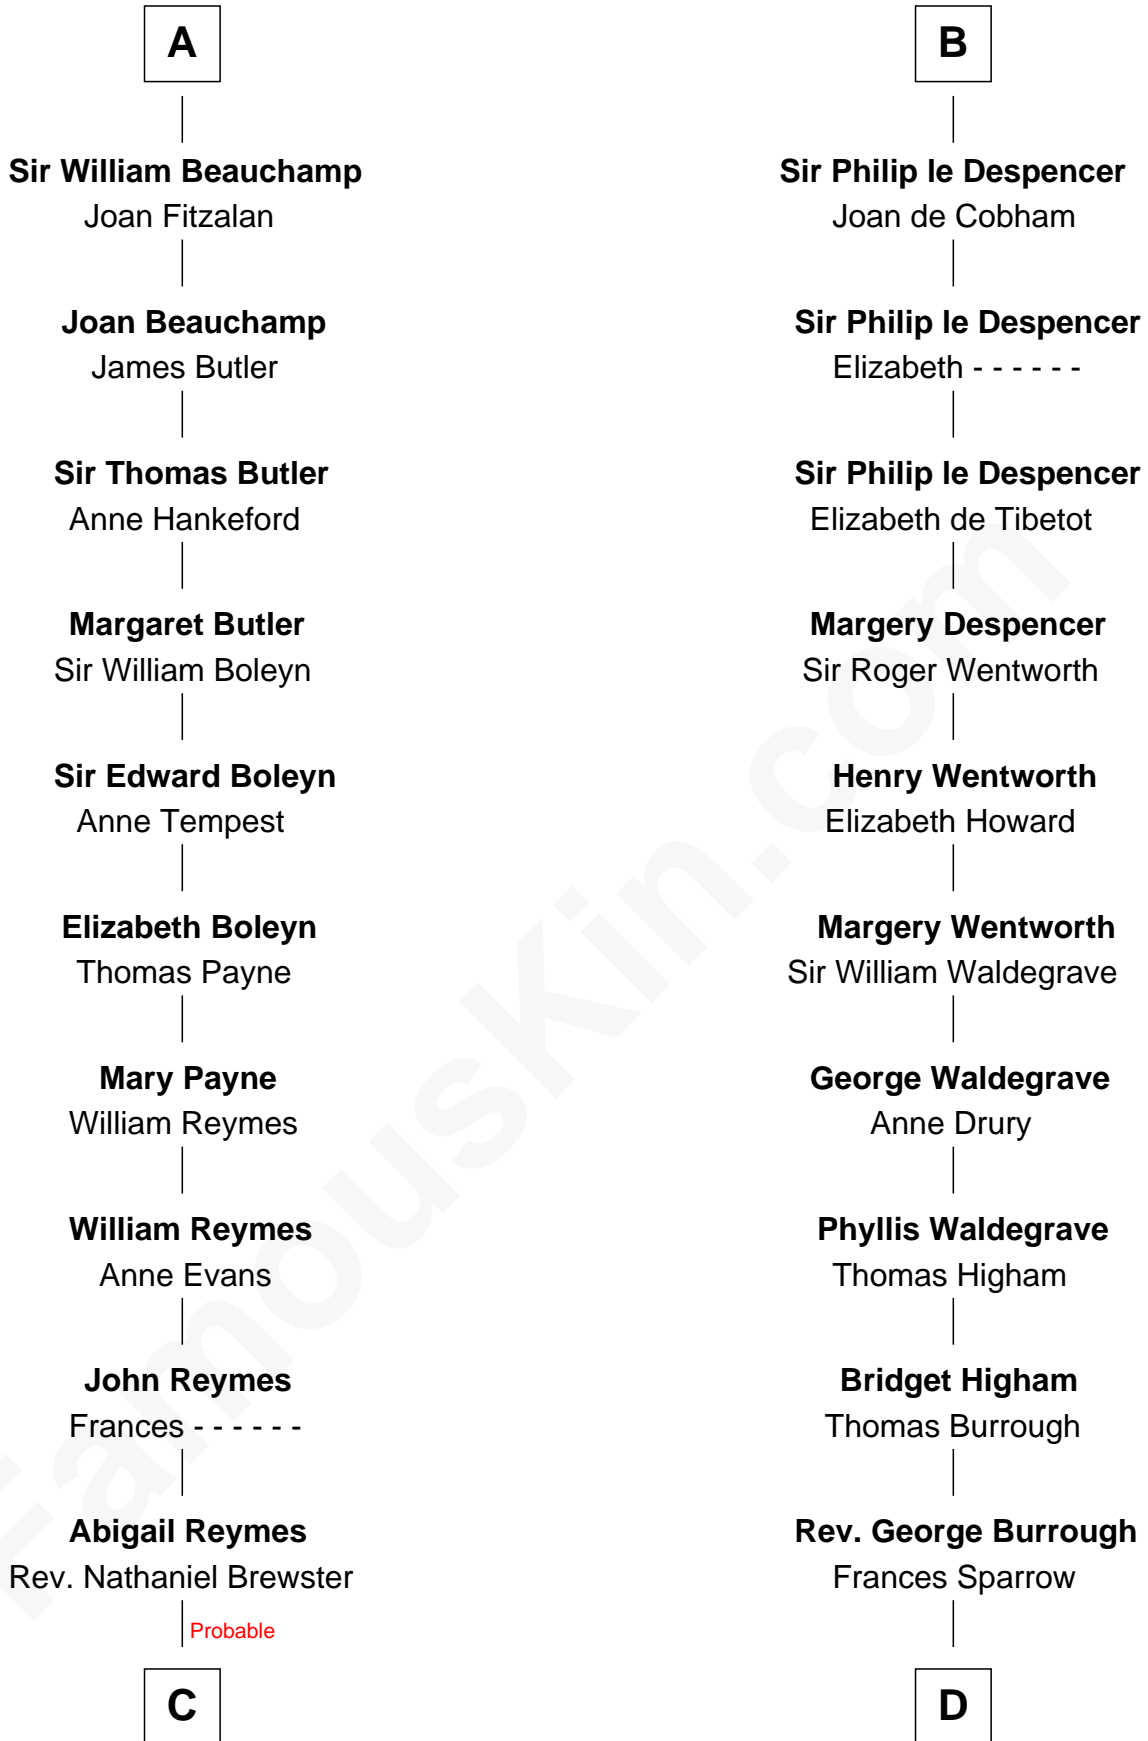 A
Sir William Beauchamp
Joan Fitzalan
Joan Beauchamp
James Butler
Sir Thomas Butler
Anne Hankeford
Margaret Butler
Sir William Boleyn
Sir Edward Boleyn
Anne Tempest
Elizabeth Boleyn
Thomas Payne
Mary Payne
William Reymes
William Reymes
Anne Evans
John Reymes
Frances - - - - - -
Abigail Reymes
Rev. Nathaniel Brewster
Probable
C
B
Sir Philip le Despencer
Joan de Cobham
Sir Philip le Despencer
Elizabeth - - - - - -
Sir Philip le Despencer
Elizabeth de Tibetot
Margery Despencer
Sir Roger Wentworth
Henry Wentworth
Elizabeth Howard
Margery Wentworth
Sir William Waldegrave
George Waldegrave
Anne Drury
Phyllis Waldegrave
Thomas Higham
Bridget Higham
Thomas Burrough
Rev. George Burrough
Frances Sparrow
D
FamousKin.com